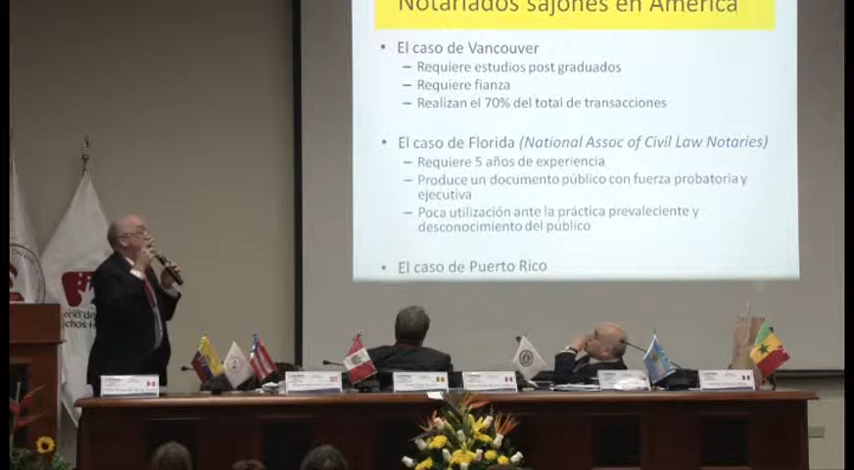 Notariados sajones en América
• El caso de Vancouver
– Requiere estudios post graduados
– Requiere fianza
– Realizan el 70% del total de transacciones
• El caso de Florida (National Assoc of Civil Law Notaries)
– Requiere 5 años de experiencia
– Produce un documento público con fuerza probatoria y
ejecutiva
– Poca utilización ante la práctica prevaleciente y
desconocimiento del público
• El caso de Puerto Rico